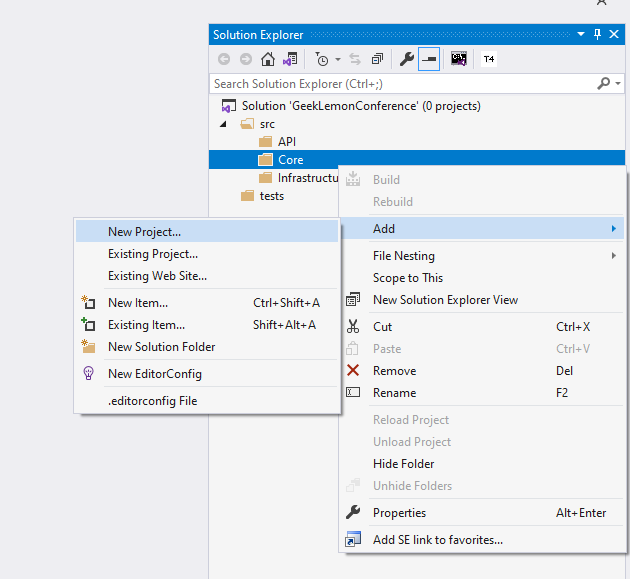 Solution Explorer
T4
Search Solution Explorer (Ctrl+;)
Solution 'GeekLemonConference' (0 projects)
src
API
Core
Infrastructu
tests
Build
Rebuild
Add
File Nesting
Scope to This
New Solution Explorer View
Cut Ctrl+X
Paste Ctrl+V
Remove Del
Rename F2
Reload Project
Unload Project
Hide Folder
Unhide Folders
Properties Alt+Enter
Add SE link to favorites...
New Project...
Existing Project...
Existing Web Site...
New Item... Ctrl+Shift+A
Existing Item... Shift+Alt+A
New Solution Folder
New EditorConfig
.editorconfig File